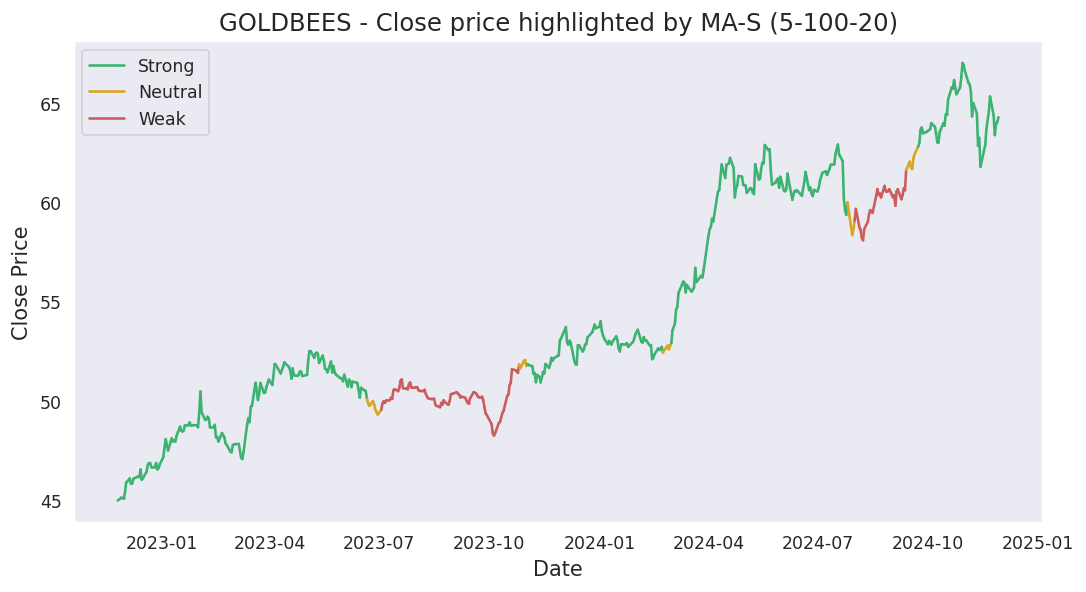 GOLDBEES - Close price highlighted by MA-S (5-100-20)
Strong
Neutral
Weak
Close Price
65
60
55
50
45
2023-01 2023-04 2023-07 2023-10 2024-01 2024-04 2024-07 2024-10 2025-01
Date